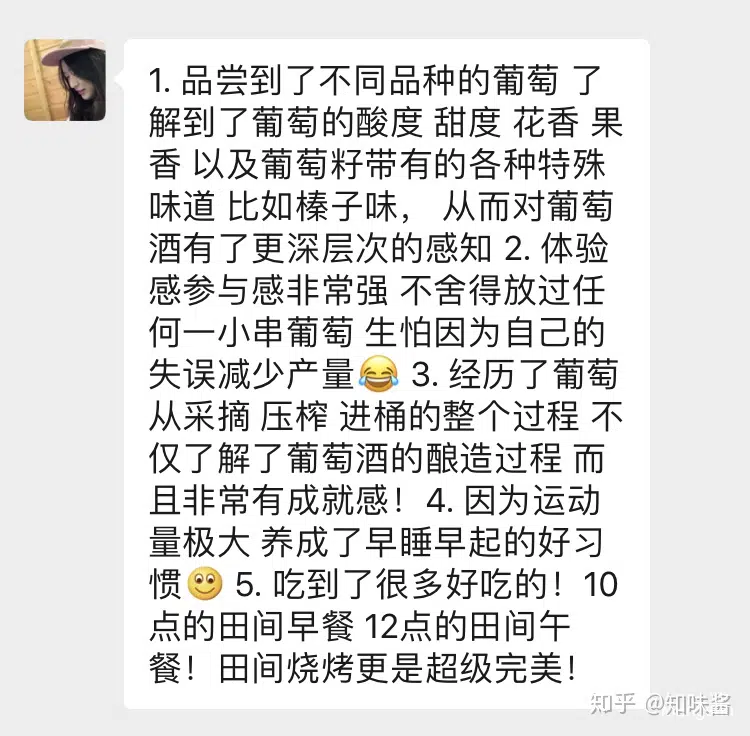 1. 品尝到了不同品种的葡萄 了
解到了葡萄的酸度 甜度 花香 果
香 以及葡萄籽带有的各种特殊
味道 比如榛子味， 从而对葡萄
酒有了更深层次的感知 2. 体验
感参与感非常强 不舍得放过任
何一小串葡萄 生怕因为自己的
失误减少产量😂 3. 经历了葡萄
从采摘 压榨 进桶的整个过程 不
仅了解了葡萄酒的酿造过程 而
且非常有成就感！4. 因为运动
量极大 养成了早睡早起的好习
惯🙂 5. 吃到了很多好吃的！10
点的田间早餐 12点的田间午
餐！田间烧烤更是超级完美！
知乎 @知味酱